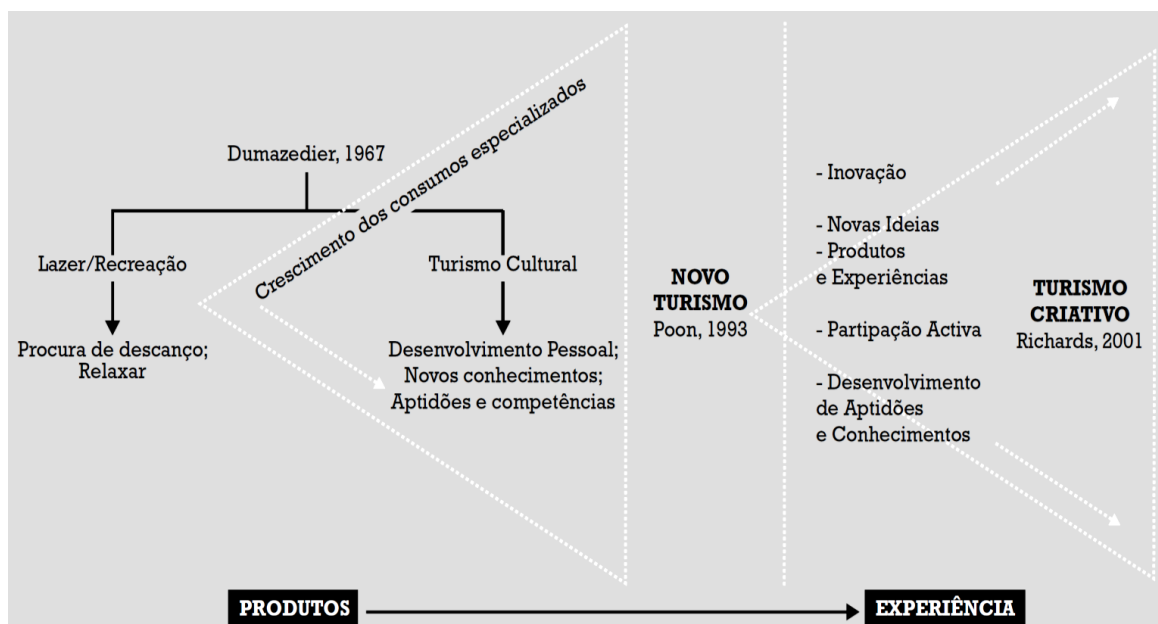 Dumazedier, 1967
Crescimento dos consumos especializados
Lazer/Recreação
Procura de descanço;
Relaxar
Turismo Cultural
Desenvolvimento Pessoal;
Novos conhecimentos;
Aptidões e competências
NOVO
TURISMO
Poon, 1993
- Inovação
- Novas Ideias
- Produtos
e Experiências
- Partipação Activa
- Desenvolvimento
de Aptidões
e Conhecimentos
TURISMO
CRIATIVO
Richards, 2001
PRODUTOS
EXPERIÊNCIA